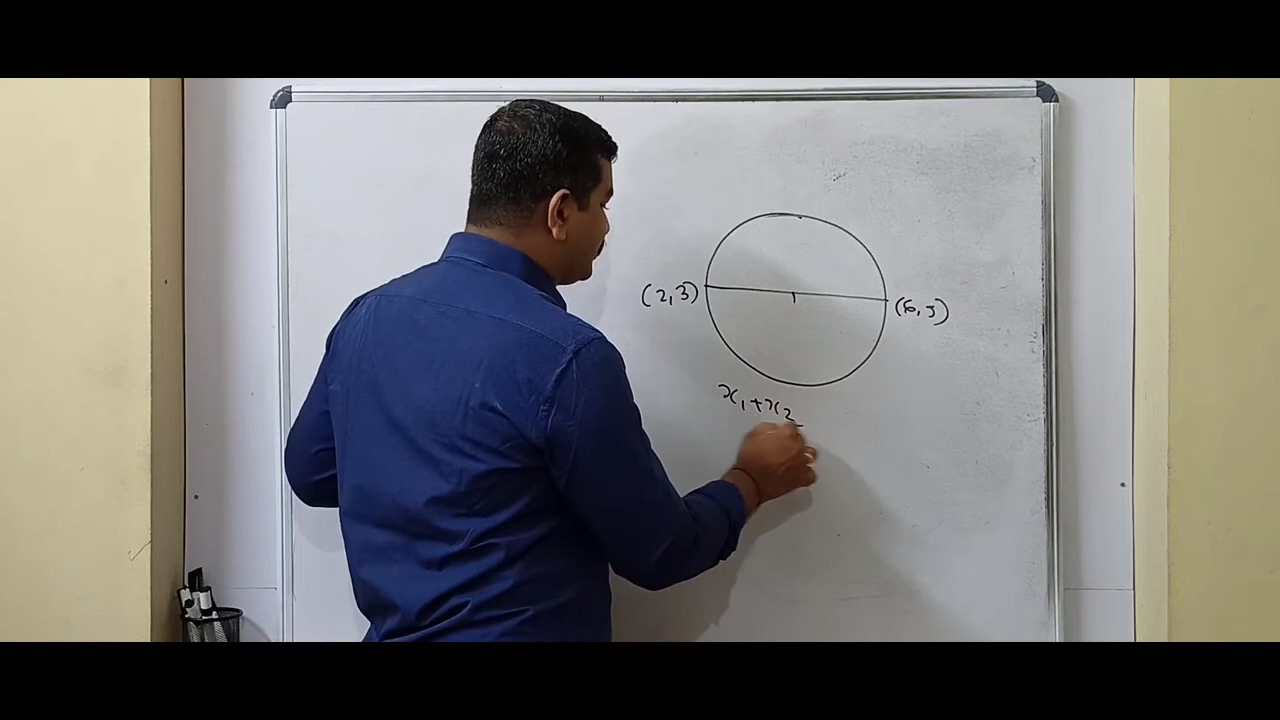 (2,3)
(6,5)
x₁+x₂